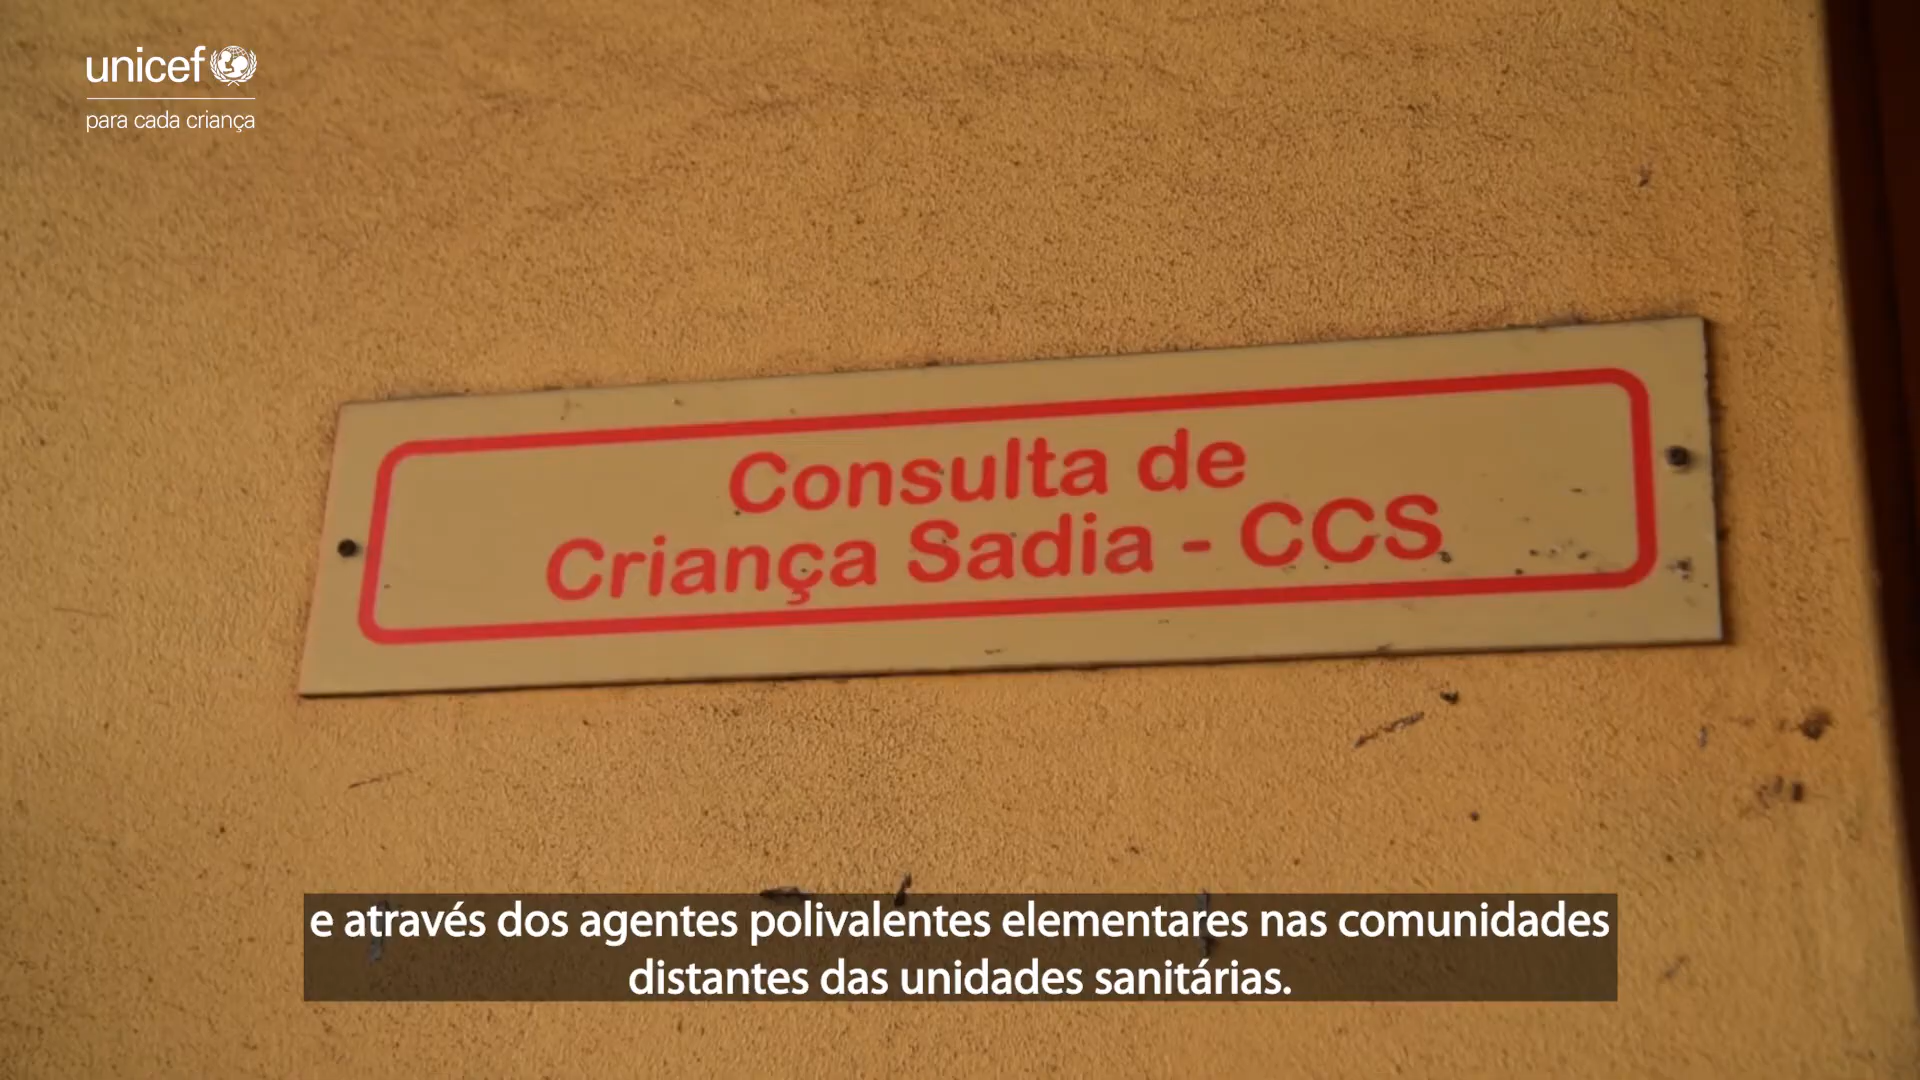 unicef
para cada criança
Consulta de
Criança Sadia - CCS
e através dos agentes polivalentes elementares nas comunidades
distantes das unidades sanitárias.